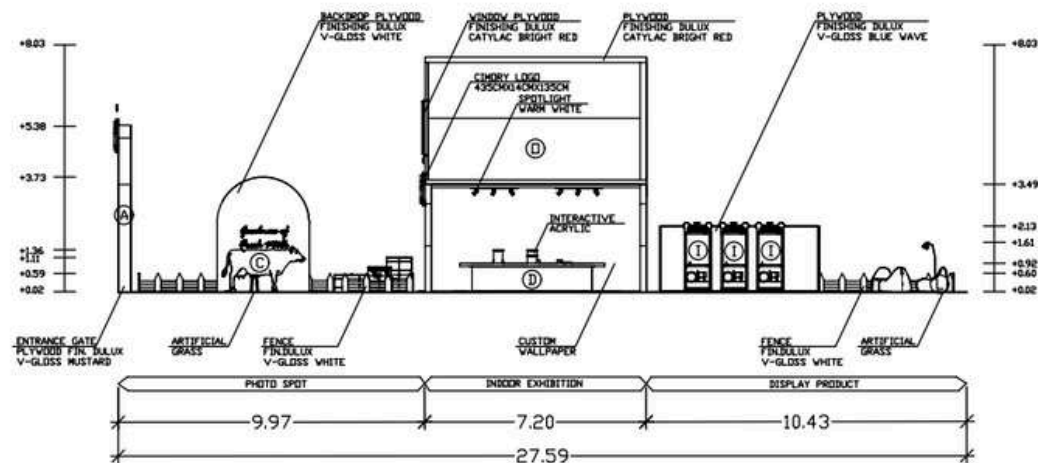 BACKDROP PLYWOOD
FINISHING DULUX
V-GLOSS WHITE
WINDOW PLYWOOD
FINISHING DULUX
CATYLAC BRIGHT RED
PLYWOOD
FINISHING DULUX
CATYLAC BRIGHT RED
PLYWOOD
FINISHING DULUX
V-GLOSS BLUE WAVE
CIMORY LOGO
435CMX14CMX135CM
SPOTLIGHT
WARM WHITE
+8.03
+5.38
+3.73
+1.36
+1.11
+0.59
+0.02
+8.03
+3.49
+2.13
+1.61
+0.92
+0.60
+0.02
A
Goodness of
Fresh Milk
C
D
INTERACTIVE
ACRYLIC
D
I
I
I
ENTRANCE GATE
PLYWOOD FIN. DULUX
V-GLOSS MUSTARD
ARTIFICIAL
GRASS
FENCE
FIN.DULUX
V-GLOSS WHITE
CUSTOM
WALLPAPER
FENCE
FIN.DULUX
V-GLOSS WHITE
ARTIFICIAL
GRASS
PHOTO SPOT
INDOOR EXHIBITION
DISPLAY PRODUCT
9.97
7.20
10.43
27.59